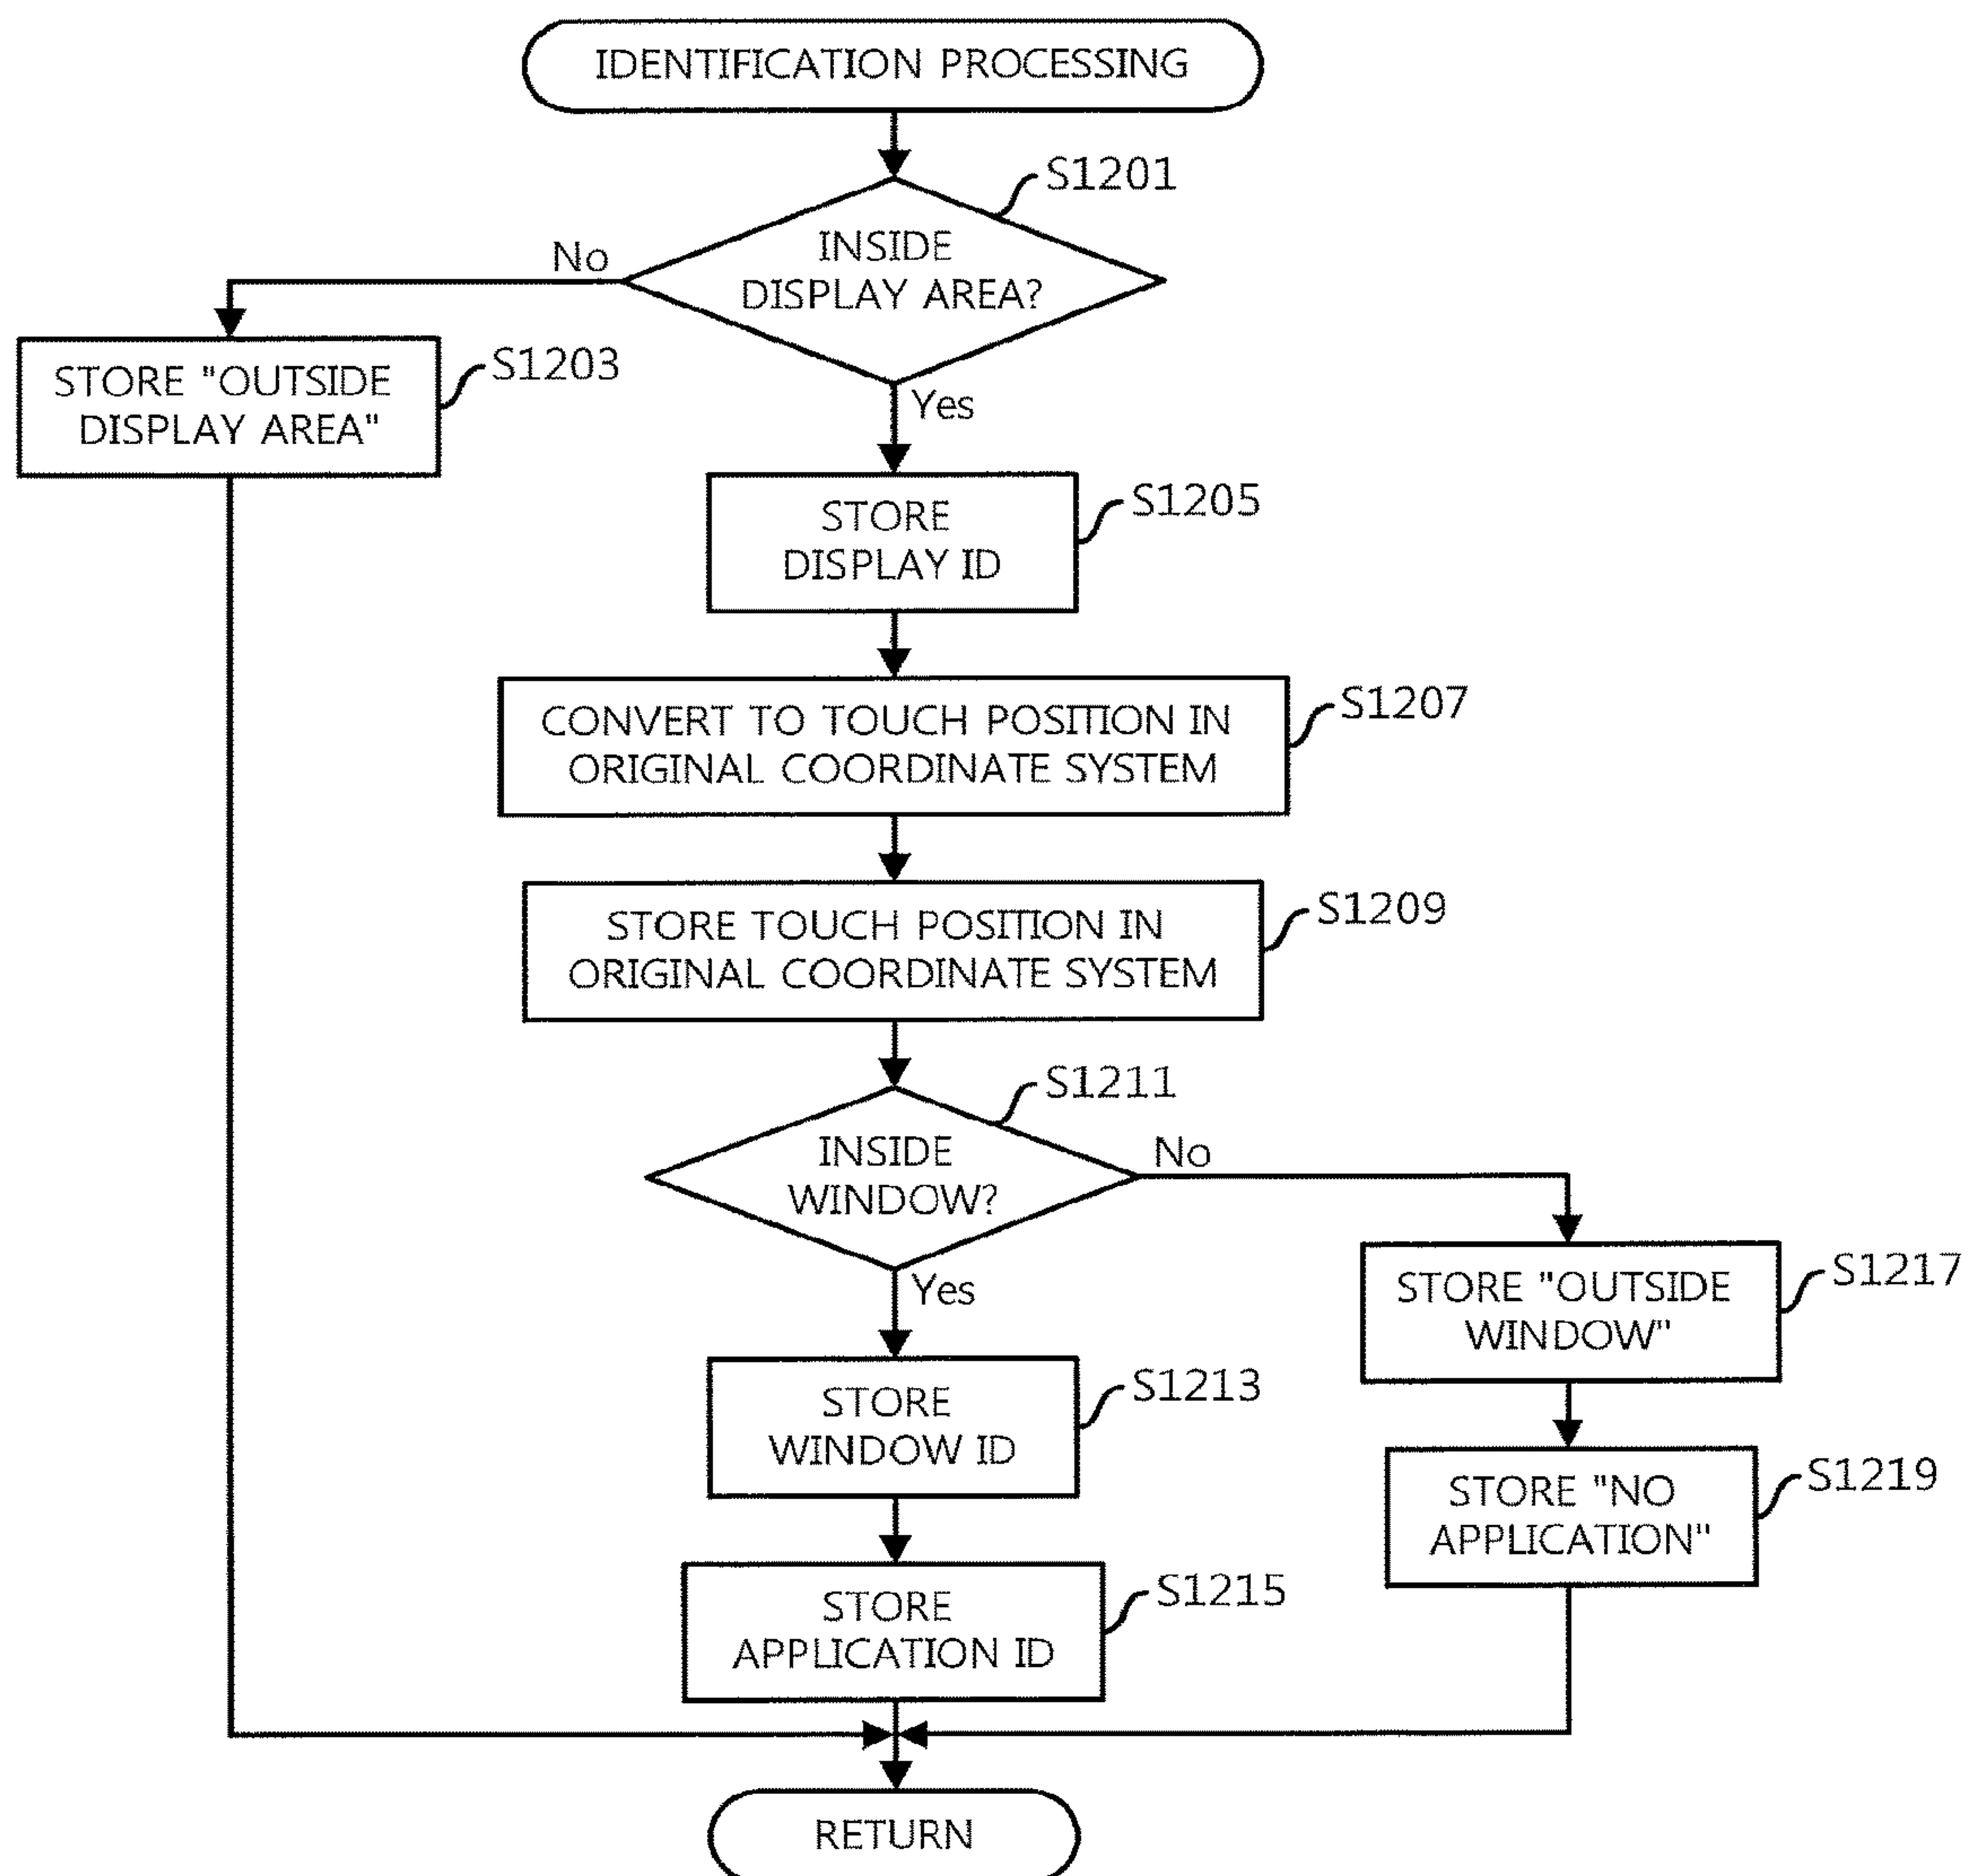 IDENTIFICATION PROCESSING
S1201
INSIDE
DISPLAY AREA?
No
Yes
STORE "OUTSIDE
DISPLAY AREA"
S1203
STORE
DISPLAY ID
S1205
CONVERT TO TOUCH POSITION IN
ORIGINAL COORDINATE SYSTEM
S1207
STORE TOUCH POSITION IN
ORIGINAL COORDINATE SYSTEM
S1209
S1211
INSIDE
WINDOW?
No
Yes
STORE "OUTSIDE
WINDOW"
S1217
STORE
WINDOW ID
S1213
STORE "NO
APPLICATION"
S1219
STORE
APPLICATION ID
S1215
RETURN